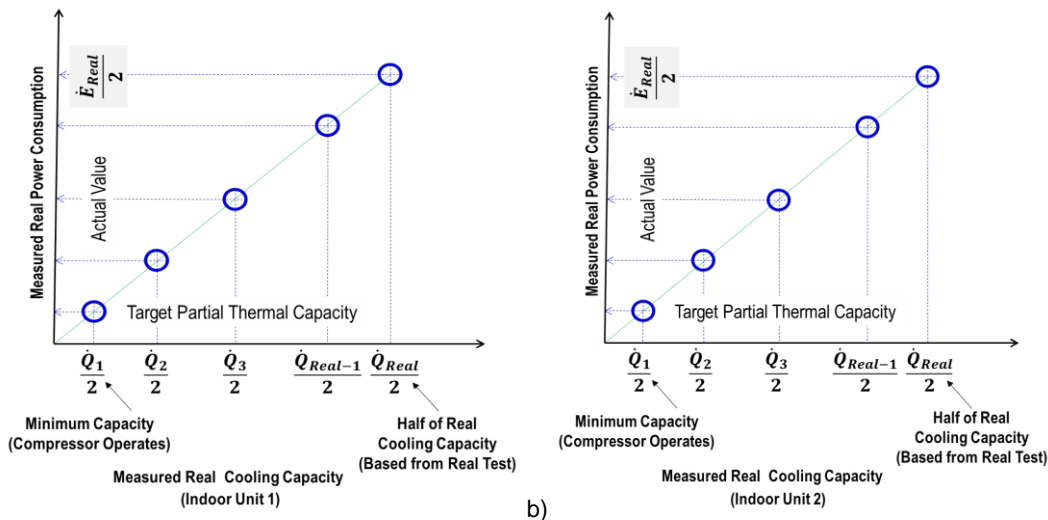 Measured Real Power Consumption
Ė_Real/2
Actual Value
Target Partial Thermal Capacity
Q̇_1/2 Q̇_2/2 Q̇_3/2 Q̇_Real−1/2 Q̇_Real/2
Minimum Capacity
(Compressor Operates)
Half of Real
Cooling Capacity
(Based from Real Test)
Measured Real Cooling Capacity
(Indoor Unit 1)
b)
Measured Real Power Consumption
Ė_Real/2
Actual Value
Target Partial Thermal Capacity
Q̇_1/2 Q̇_2/2 Q̇_3/2 Q̇_Real−1/2 Q̇_Real/2
Minimum Capacity
(Compressor Operates)
Half of Real
Cooling Capacity
(Based from Real Test)
Measured Real Cooling Capacity
(Indoor Unit 2)